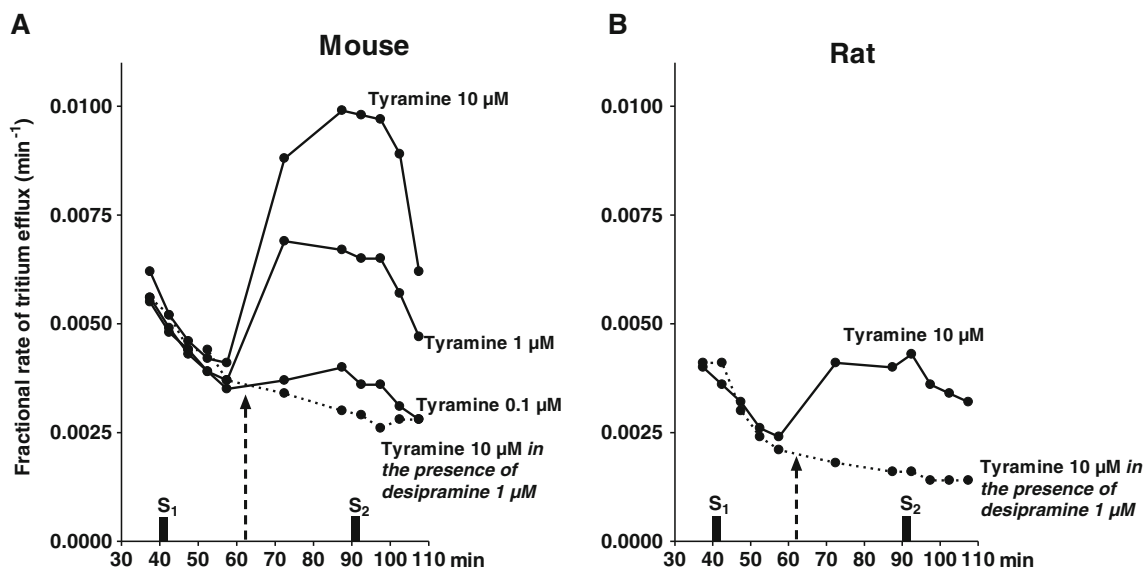 A
Mouse
Fractional rate of tritium efflux (min⁻¹)
0.0100
0.0075
0.0050
0.0025
0.0000
Tyramine 10 µM
Tyramine 1 µM
Tyramine 0.1 µM
Tyramine 10 µM in
the presence of
desipramine 1 µM
S₁
S₂
30 40 50 60 70 80 90 100 110 min
B
Rat
0.0100
0.0075
0.0050
0.0025
0.0000
Tyramine 10 µM
Tyramine 10 µM in
the presence of
desipramine 1 µM
S₁
S₂
30 40 50 60 70 80 90 100 110 min